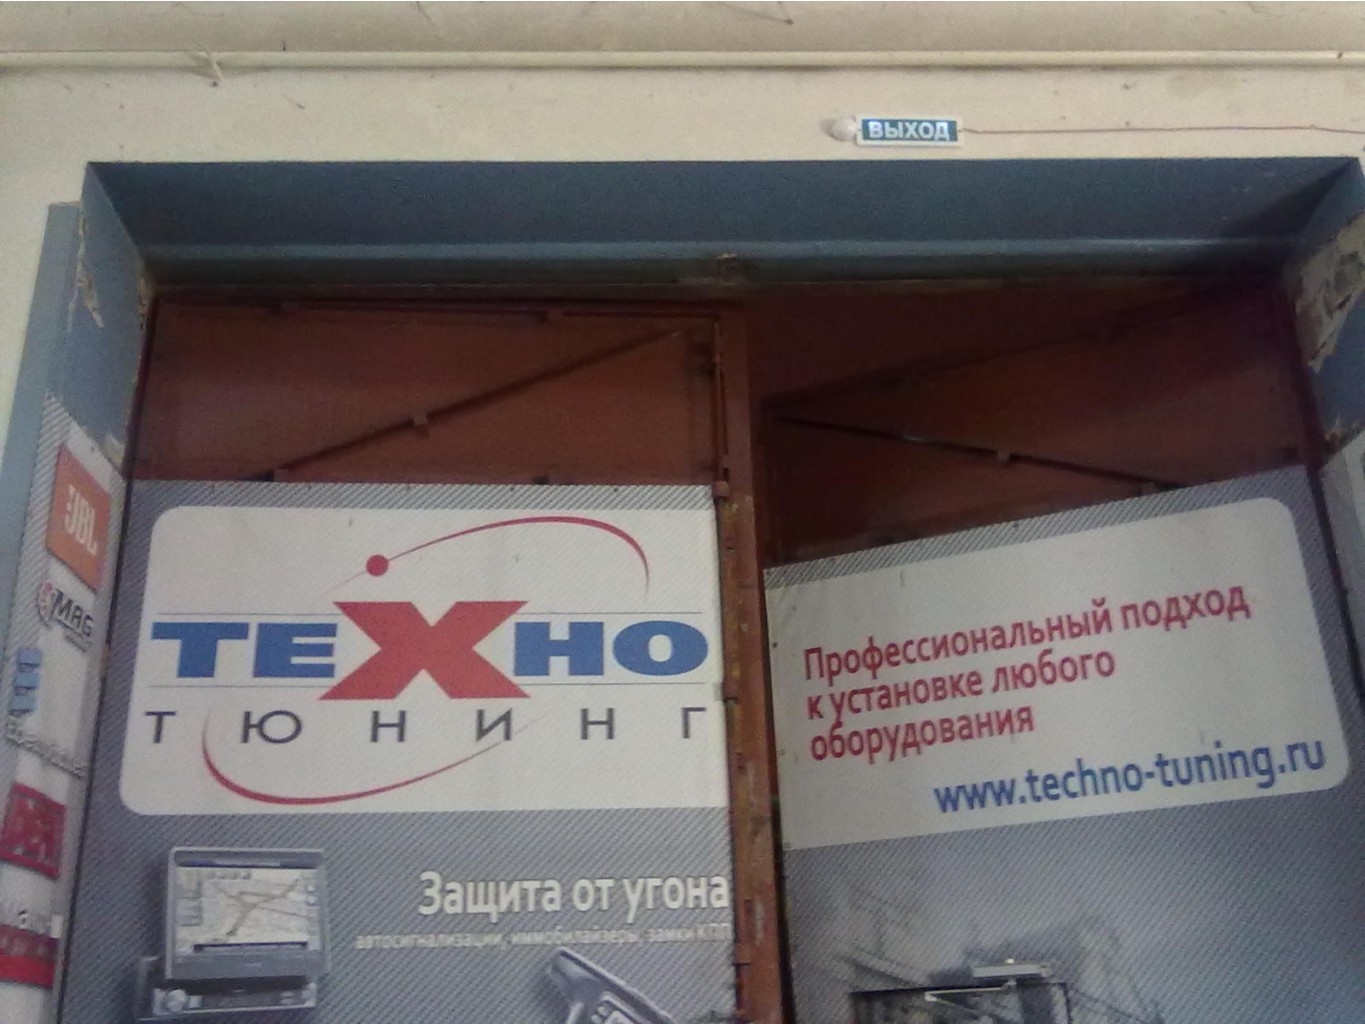 ВЫХОД
JBL
MAG
ТЕХНО
ТЮНИНГ
Защита от угона
автосигнализации, иммобилайзеры, замки КПП
Профессиональный подход
к установке любого
оборудования
www.techno-tuning.ru